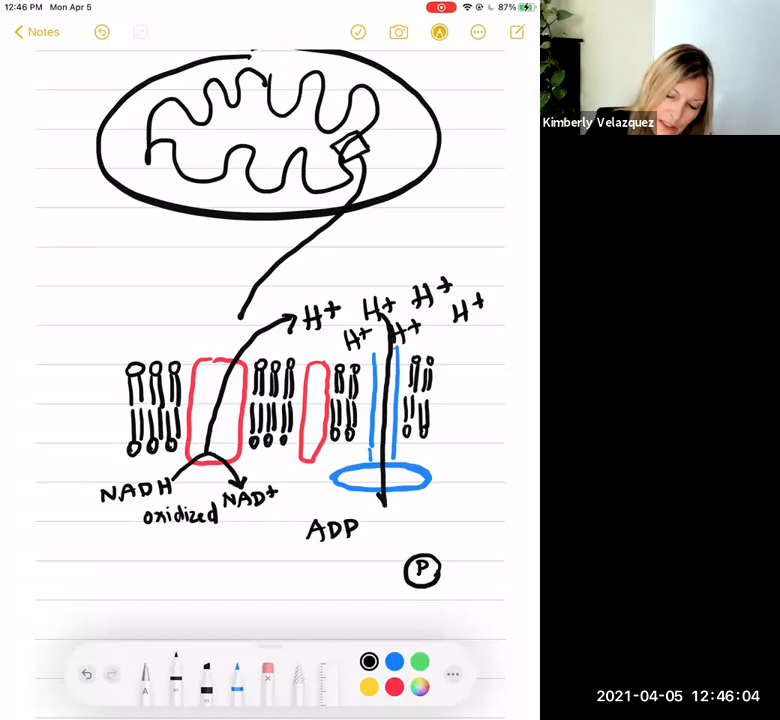 12:46 PM Mon Apr 5
87%
Notes
Kimberly Velazquez
H+ H+ H+ H+
H+ H+
NADH NAD+
oxidized
ADP
P
A
2021-04-05 12:46:04